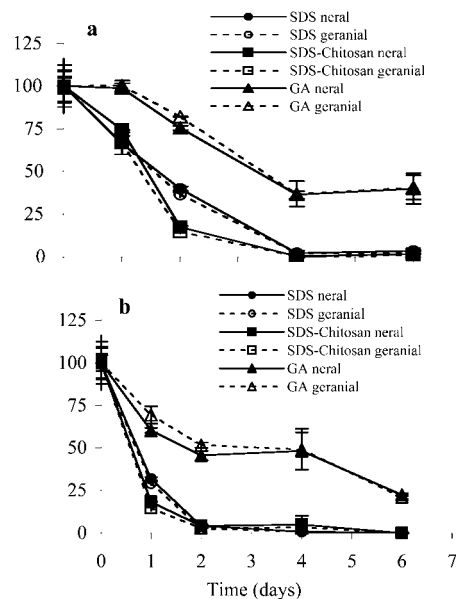 a
SDS neral
SDS geranial
SDS-Chitosan neral
SDS-Chitosan geranial
GA neral
GA geranial
125
100
75
50
25
0
b
SDS neral
SDS geranial
SDS-Chitosan neral
SDS-Chitosan geranial
GA neral
GA geranial
125
100
75
50
25
0
0 1 2 4 6 7
Time (days)